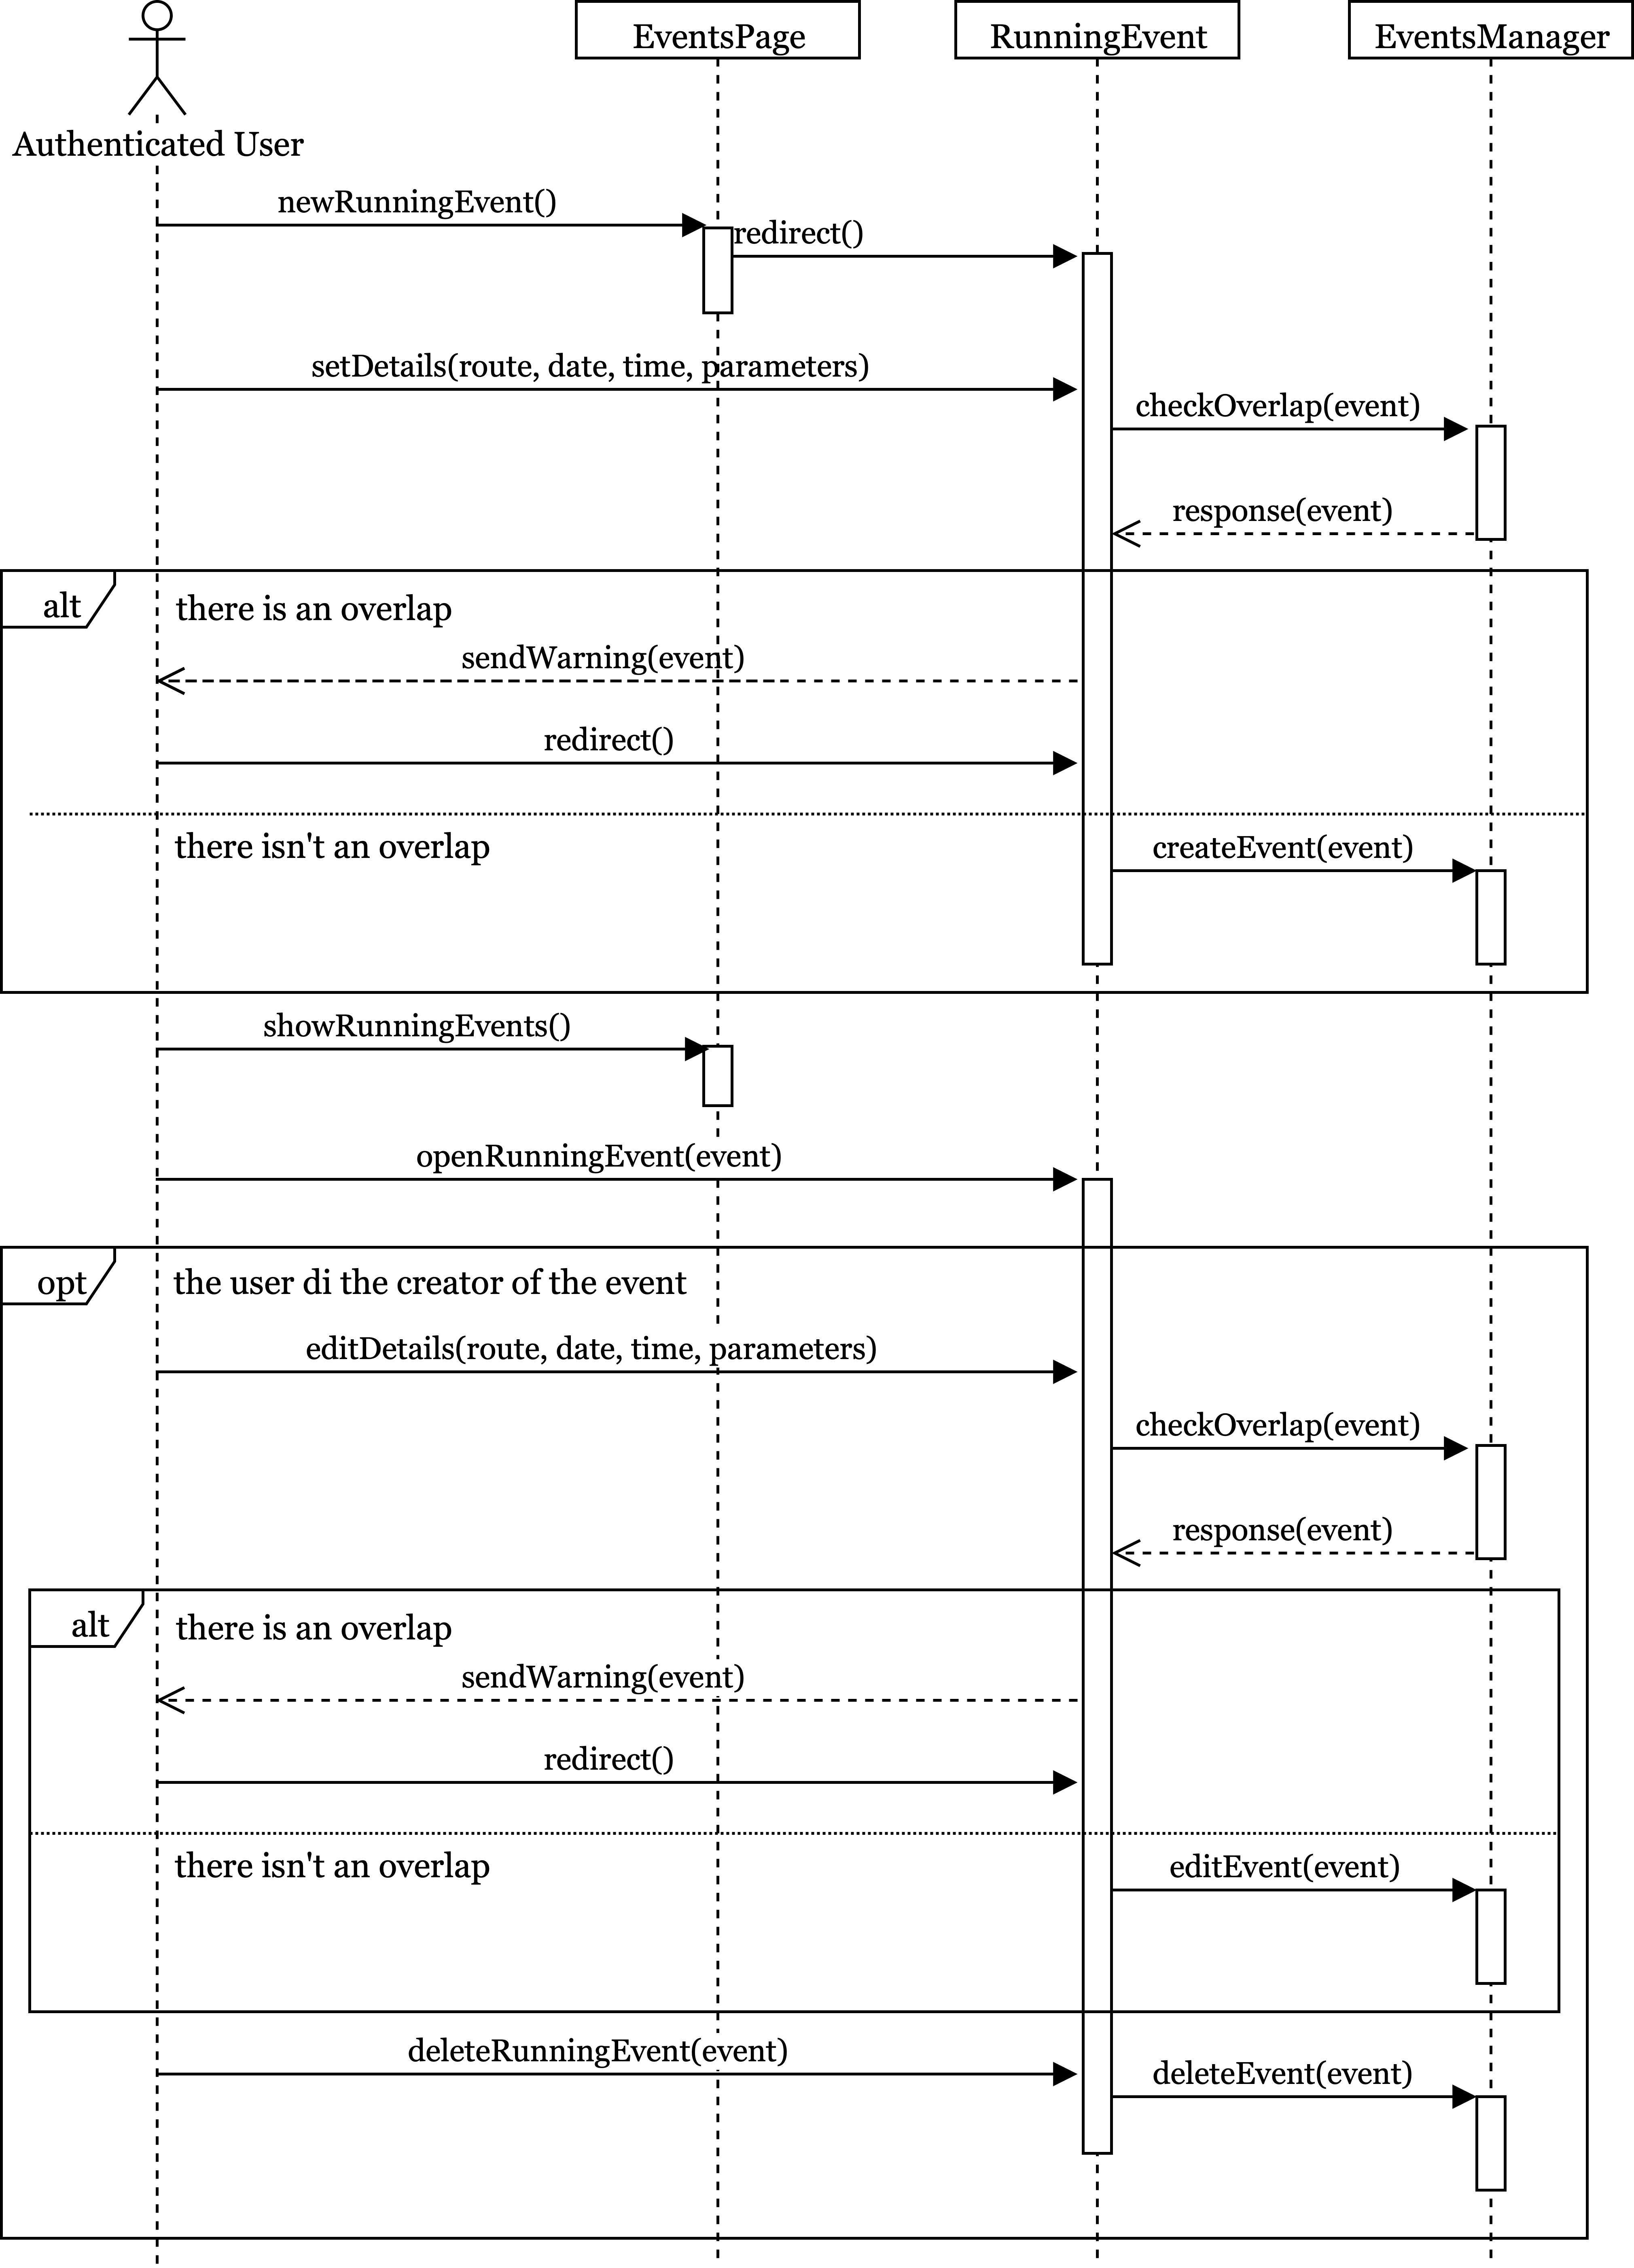 EventsPage
RunningEvent
EventsManager
Authenticated User
newRunningEvent()
redirect()
setDetails(route, date, time, parameters)
checkOverlap(event)
response(event)
alt
there is an overlap
sendWarning(event)
redirect()
there isn't an overlap
createEvent(event)
showRunningEvents()
openRunningEvent(event)
opt
the user di the creator of the event
editDetails(route, date, time, parameters)
checkOverlap(event)
response(event)
alt
there is an overlap
sendWarning(event)
redirect()
there isn't an overlap
editEvent(event)
deleteRunningEvent(event)
deleteEvent(event)